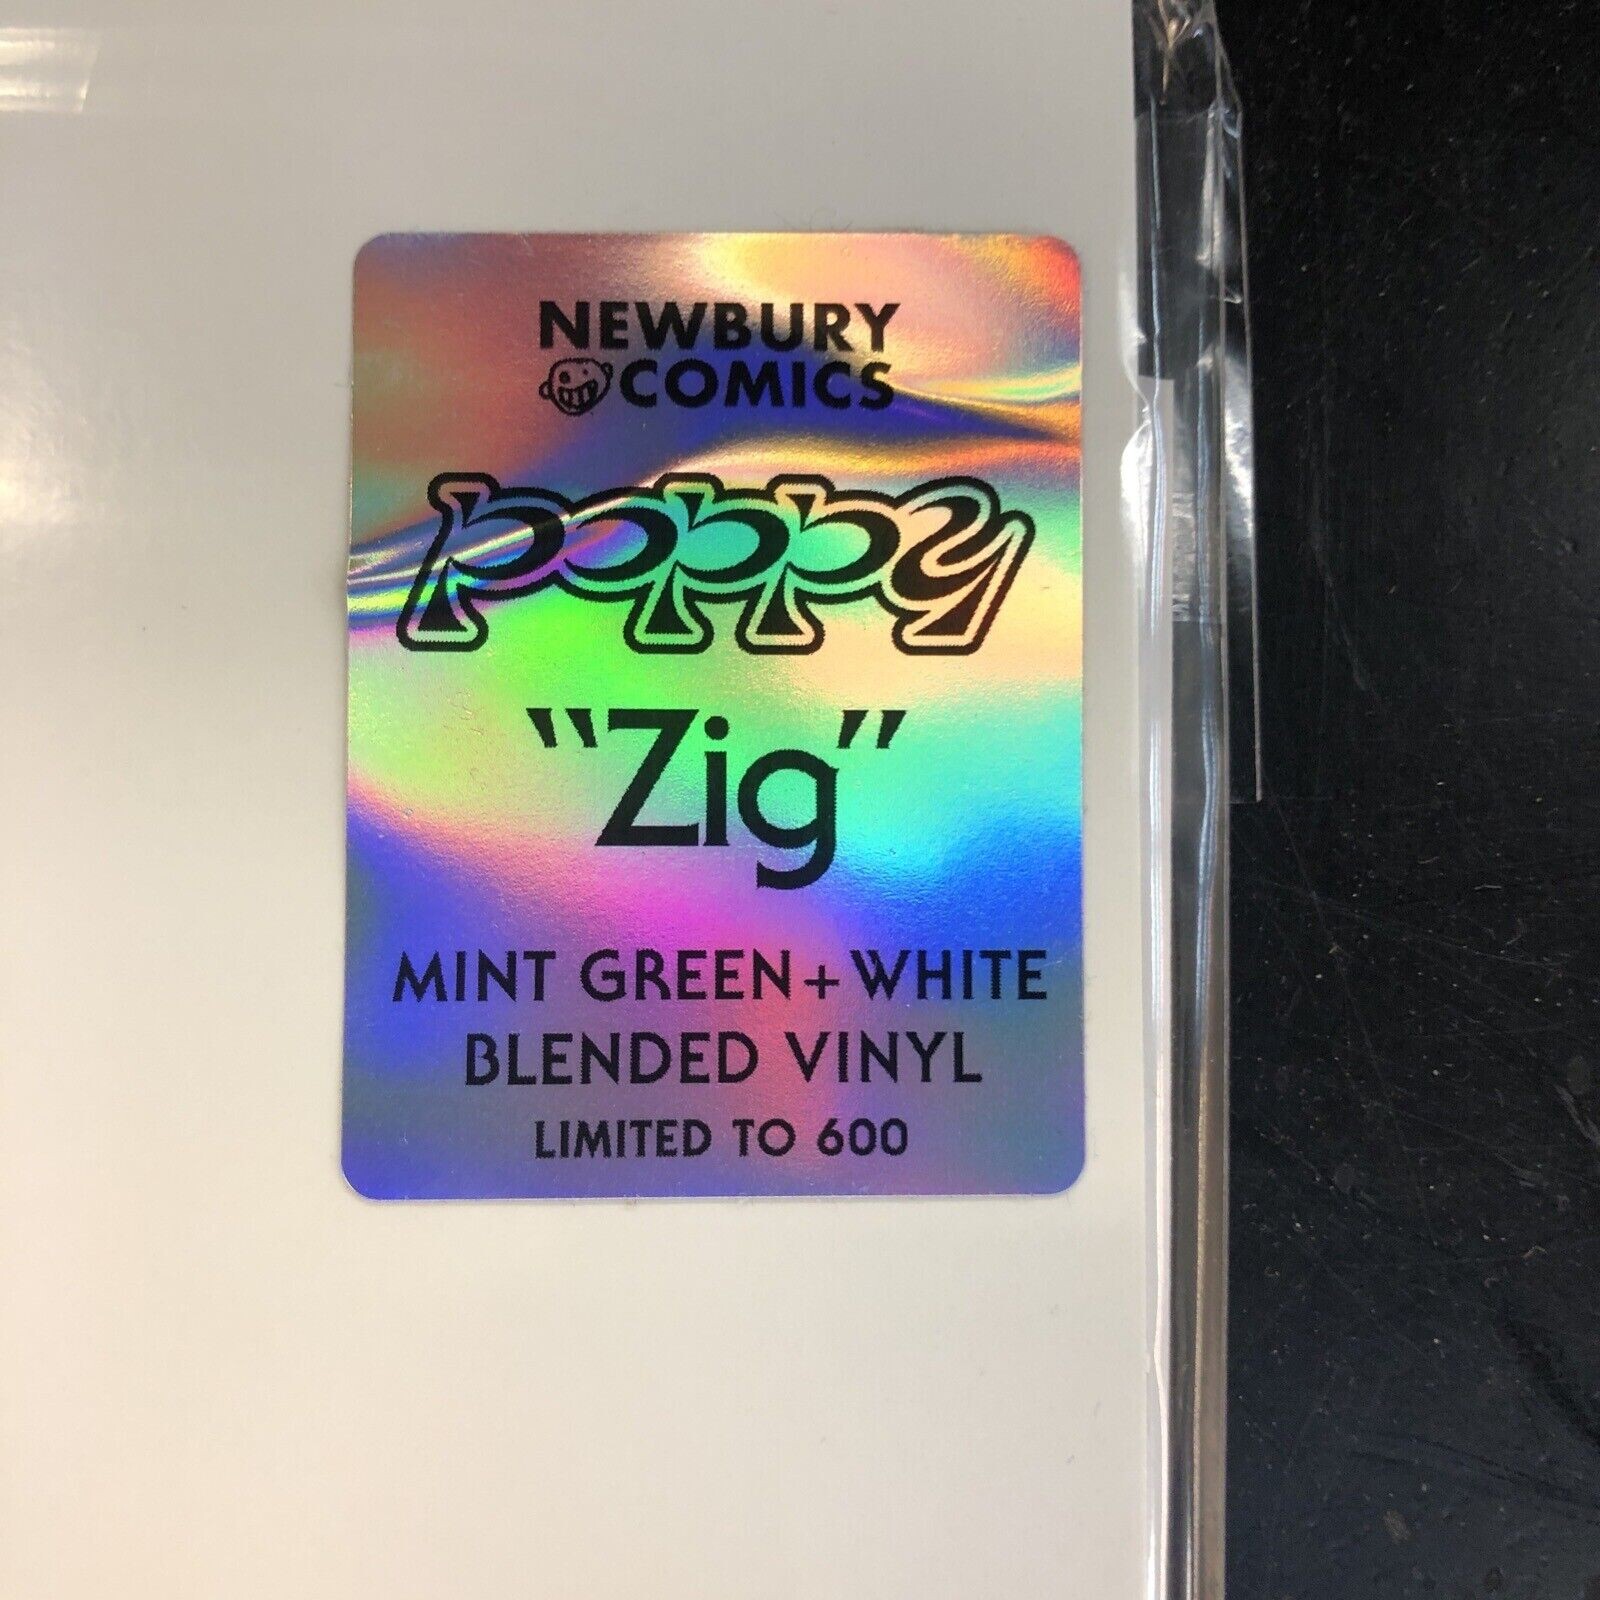 NEWBURY
COMICS
poppy
"Zig"
MINT GREEN + WHITE
BLENDED VINYL
LIMITED TO 600